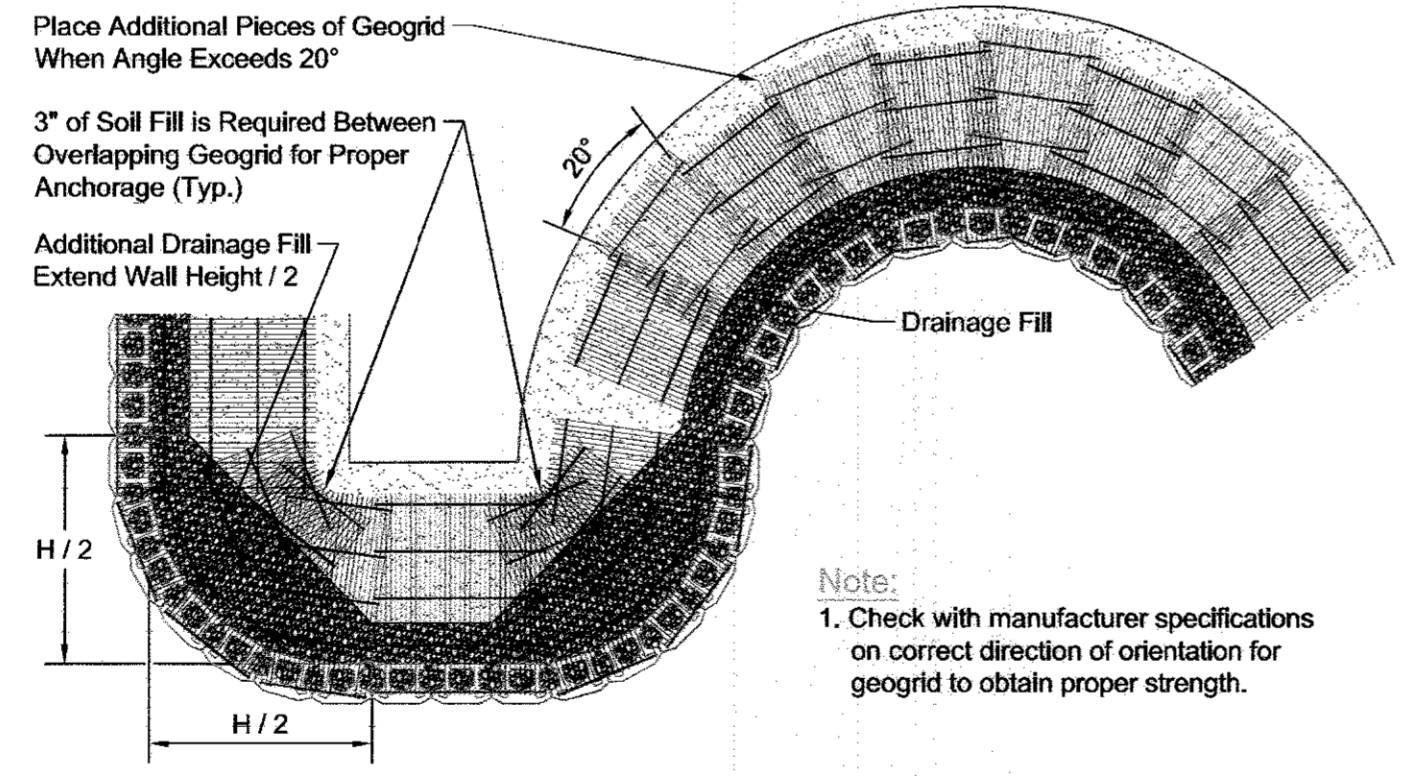 Place Additional Pieces of Geogrid
When Angle Exceeds 20°
3" of Soil Fill is Required Between
Overlapping Geogrid for Proper
Anchorage (Typ.)
Additional Drainage Fill
Extend Wall Height / 2
20°
Drainage Fill
H / 2
H / 2
Note:
1. Check with manufacturer specifications
on correct direction of orientation for
geogrid to obtain proper strength.